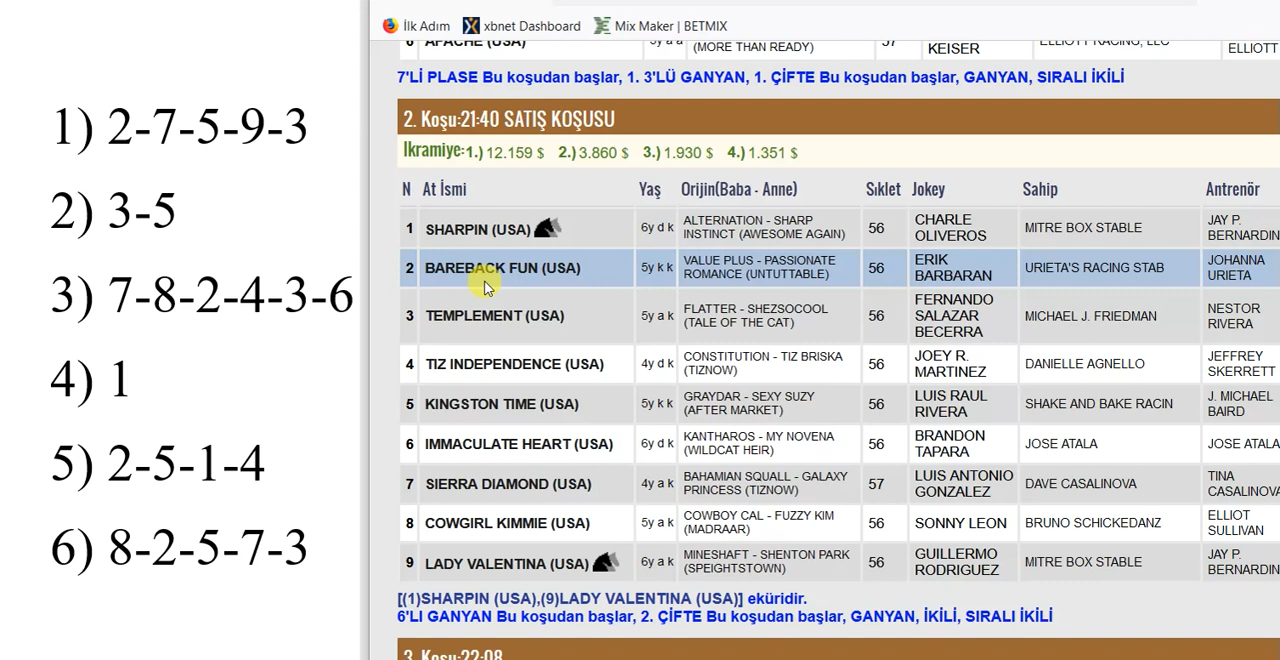 1) 2-7-5-9-3
2) 3-5
3) 7-8-2-4-3-6
4) 1
5) 2-5-1-4
6) 8-2-5-7-3
İlk Adım xbnet Dashboard Mix Maker | BETMIX
6 APACHE (USA) 5y a a (MORE THAN READY) 57 KEISER ELLIOTT RACING, LLC ELLIOTT
7'Lİ PLASE Bu koşudan başlar, 1. 3'LÜ GANYAN, 1. ÇİFTE Bu koşudan başlar, GANYAN, SIRALI İKİLİ
2. Koşu:21:40 SATIŞ KOŞUSU
Ikramiye:1.) 12.159 $ 2.) 3.860 $ 3.) 1.930 $ 4.) 1.351 $
N At İsmi Yaş Orijin(Baba - Anne) Sıklet Jokey Sahip Antrenör
1 SHARPIN (USA) 6y d k ALTERNATION - SHARP INSTINCT (AWESOME AGAIN) 56 CHARLE OLIVEROS MITRE BOX STABLE JAY P. BERNARDIN
2 BAREBACK FUN (USA) 5y k k VALUE PLUS - PASSIONATE ROMANCE (UNTUTTABLE) 56 ERIK BARBARAN URIETA'S RACING STAB JOHANNA URIETA
3 TEMPLEMENT (USA) 5y a k FLATTER - SHEZSOCOOL (TALE OF THE CAT) 56 FERNANDO SALAZAR BECERRA MICHAEL J. FRIEDMAN NESTOR RIVERA
4 TIZ INDEPENDENCE (USA) 4y d k CONSTITUTION - TIZ BRISKA (TIZNOW) 56 JOEY R. MARTINEZ DANIELLE AGNELLO JEFFREY SKERRETT
5 KINGSTON TIME (USA) 5y k k GRAYDAR - SEXY SUZY (AFTER MARKET) 56 LUIS RAUL RIVERA SHAKE AND BAKE RACIN J. MICHAEL BAIRD
6 IMMACULATE HEART (USA) 6y d k KANTHAROS - MY NOVENA (WILDCAT HEIR) 56 BRANDON TAPARA JOSE ATALA JOSE ATALA
7 SIERRA DIAMOND (USA) 4y a k BAHAMIAN SQUALL - GALAXY PRINCESS (TIZNOW) 57 LUIS ANTONIO GONZALEZ DAVE CASALINOVA TINA CASALINOVA
8 COWGIRL KIMMIE (USA) 5y a k COWBOY CAL - FUZZY KIM (MADRAAR) 56 SONNY LEON BRUNO SCHICKEDANZ ELLIOT SULLIVAN
9 LADY VALENTINA (USA) 6y a k MINESHAFT - SHENTON PARK (SPEIGHTSTOWN) 56 GUILLERMO RODRIGUEZ MITRE BOX STABLE JAY P. BERNARDIN
[(1)SHARPIN (USA),(9)LADY VALENTINA (USA)] eküridir.
6'LI GANYAN Bu koşudan başlar, 2. ÇİFTE Bu koşudan başlar, GANYAN, İKİLİ, SIRALI İKİLİ
3. Koşu:22:08